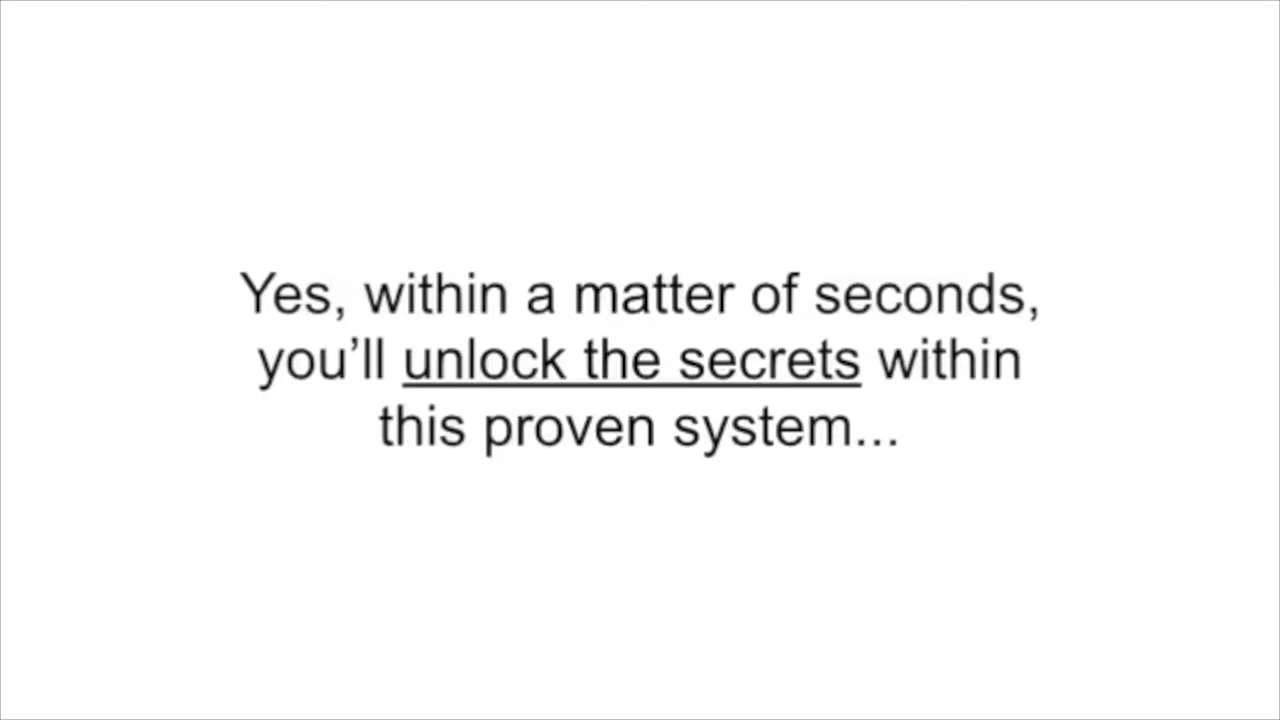 Yes, within a matter of seconds,
you’ll unlock the secrets within
this proven system...